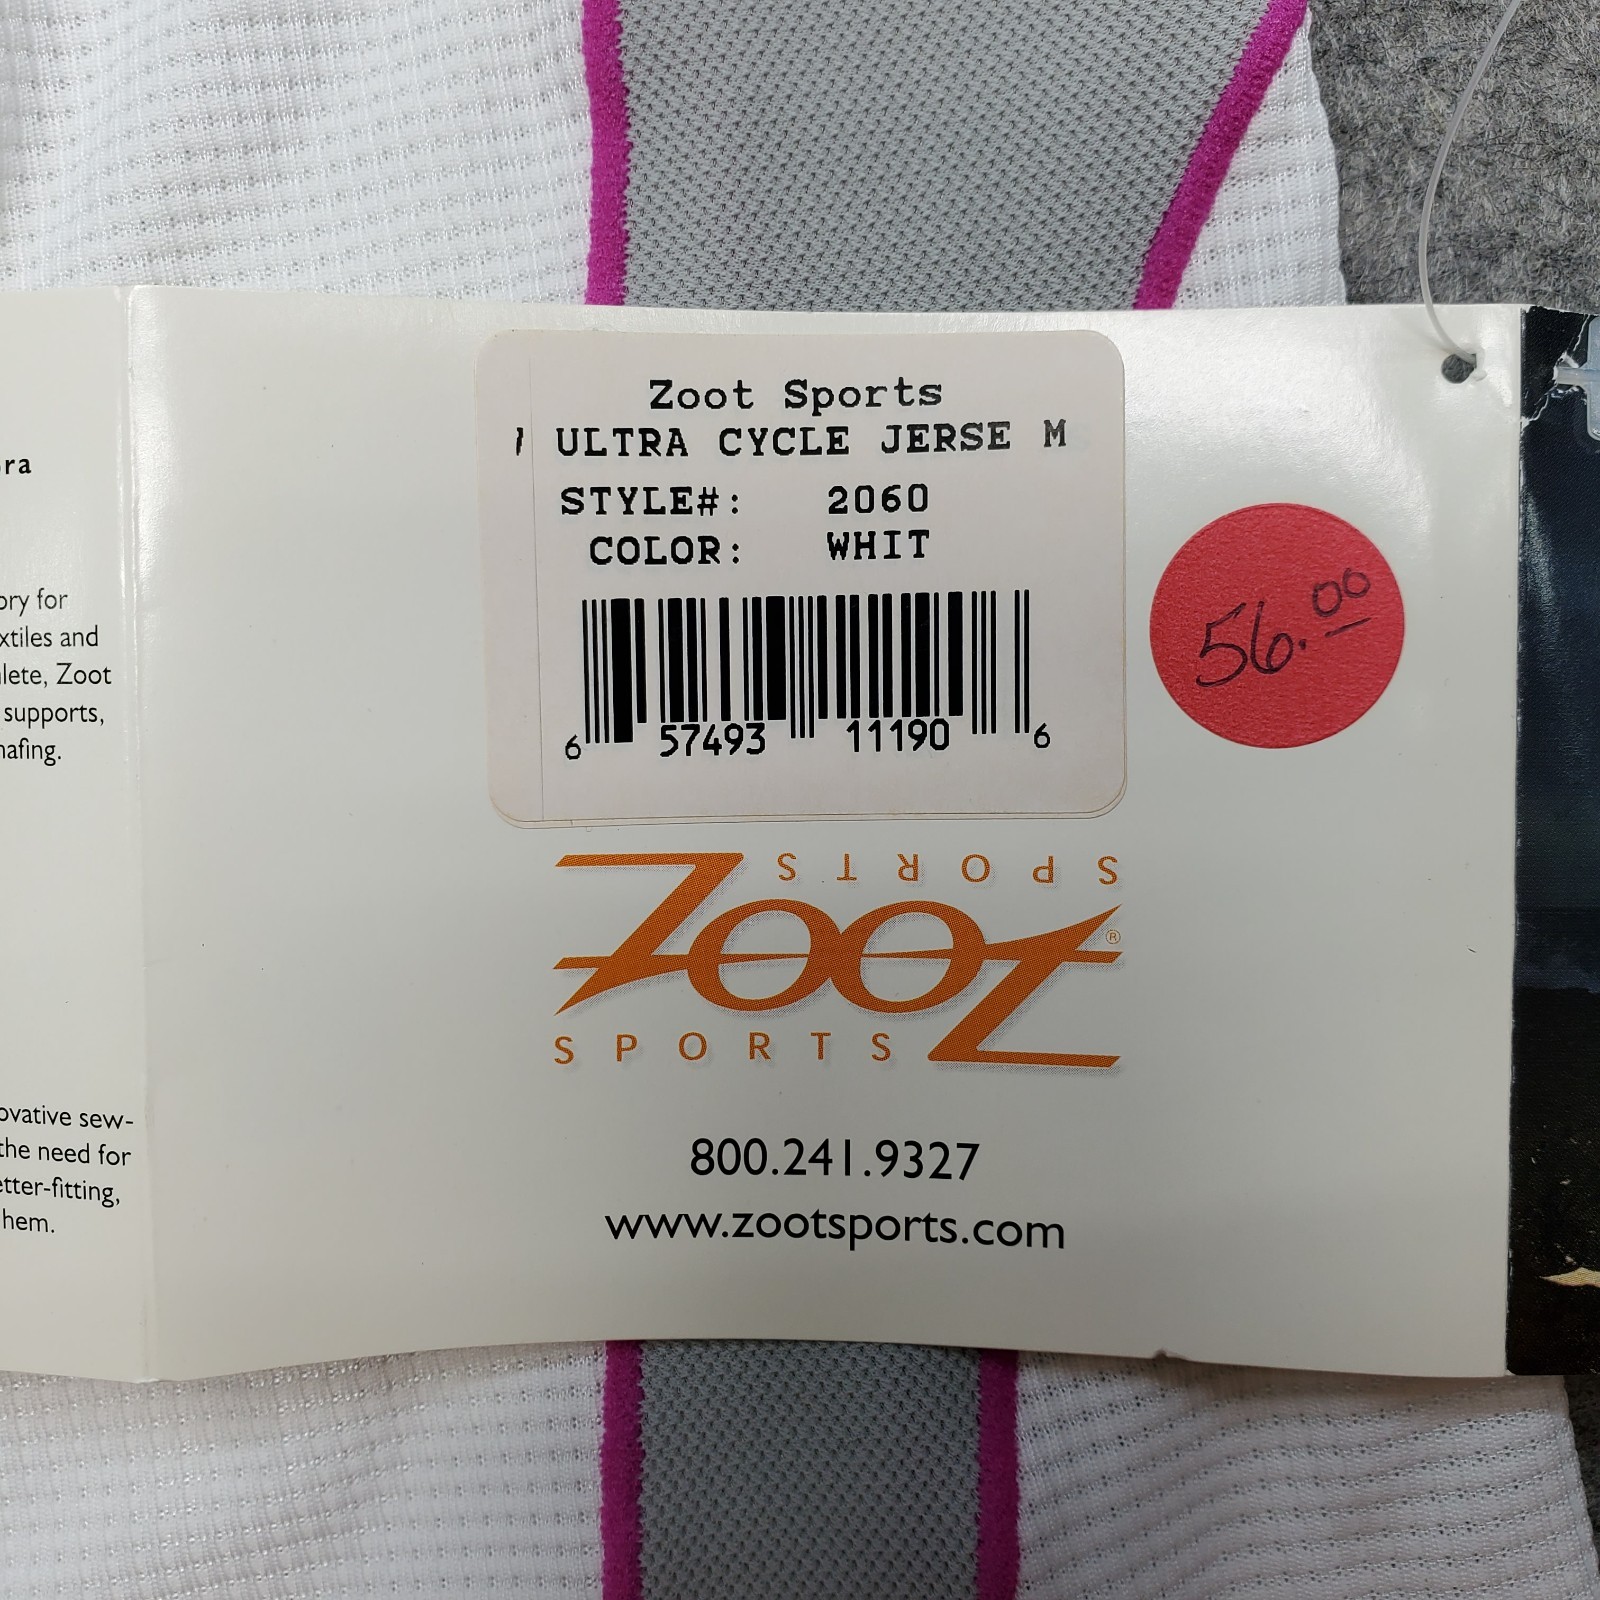 ra
ory for
xtiles and
lete, Zoot
supports,
hafing.
ovative sew-
the need for
etter-fitting,
hem.
Zoot Sports
ULTRA CYCLE JERSE M
STYLE#: 2060
COLOR: WHIT
6 57493 11190 6
56.00
SPORTS
ZOOT®
SPORTS
800.241.9327
www.zootsports.com